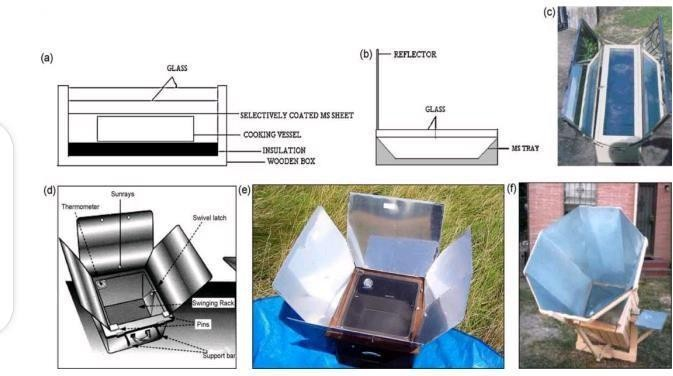 (a)
GLASS
SELECTIVELY COATED MS SHEET
COOKING VESSEL
INSULATION
WOODEN BOX
(b)
REFLECTOR
GLASS
MS TRAY
(c)
(d)
Sunrays
Thermometer
Swivel latch
Swinging Rack
Pins
Support bar
(e)
(f)